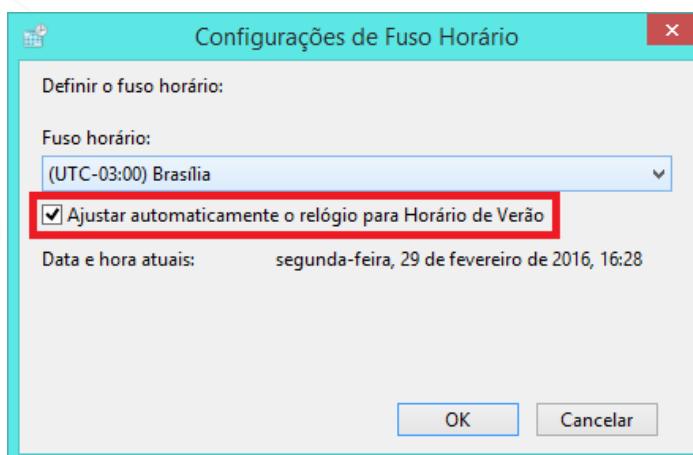 Configurações de Fuso Horário
Definir o fuso horário:
Fuso horário:
(UTC-03:00) Brasília
Ajustar automaticamente o relógio para Horário de Verão
Data e hora atuais: segunda-feira, 29 de fevereiro de 2016, 16:28
OK Cancelar